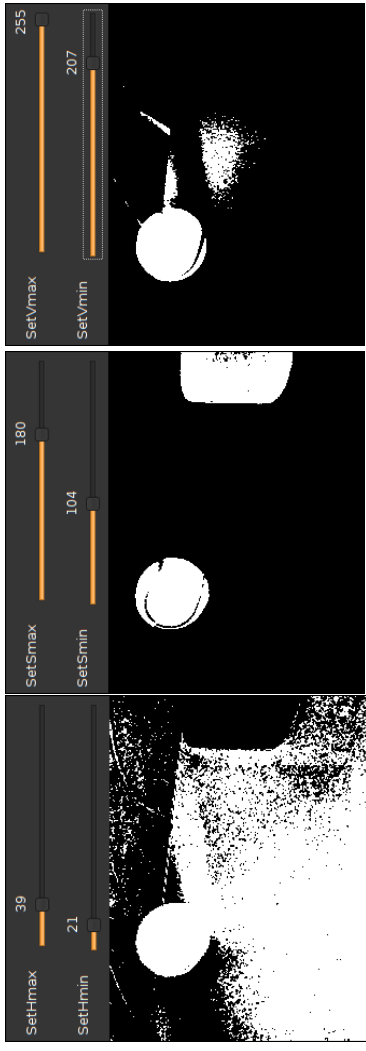 SetHmax 39
SetHmin 21
SetSmax 180
SetSmin 104
SetVmax 255
SetVmin 207